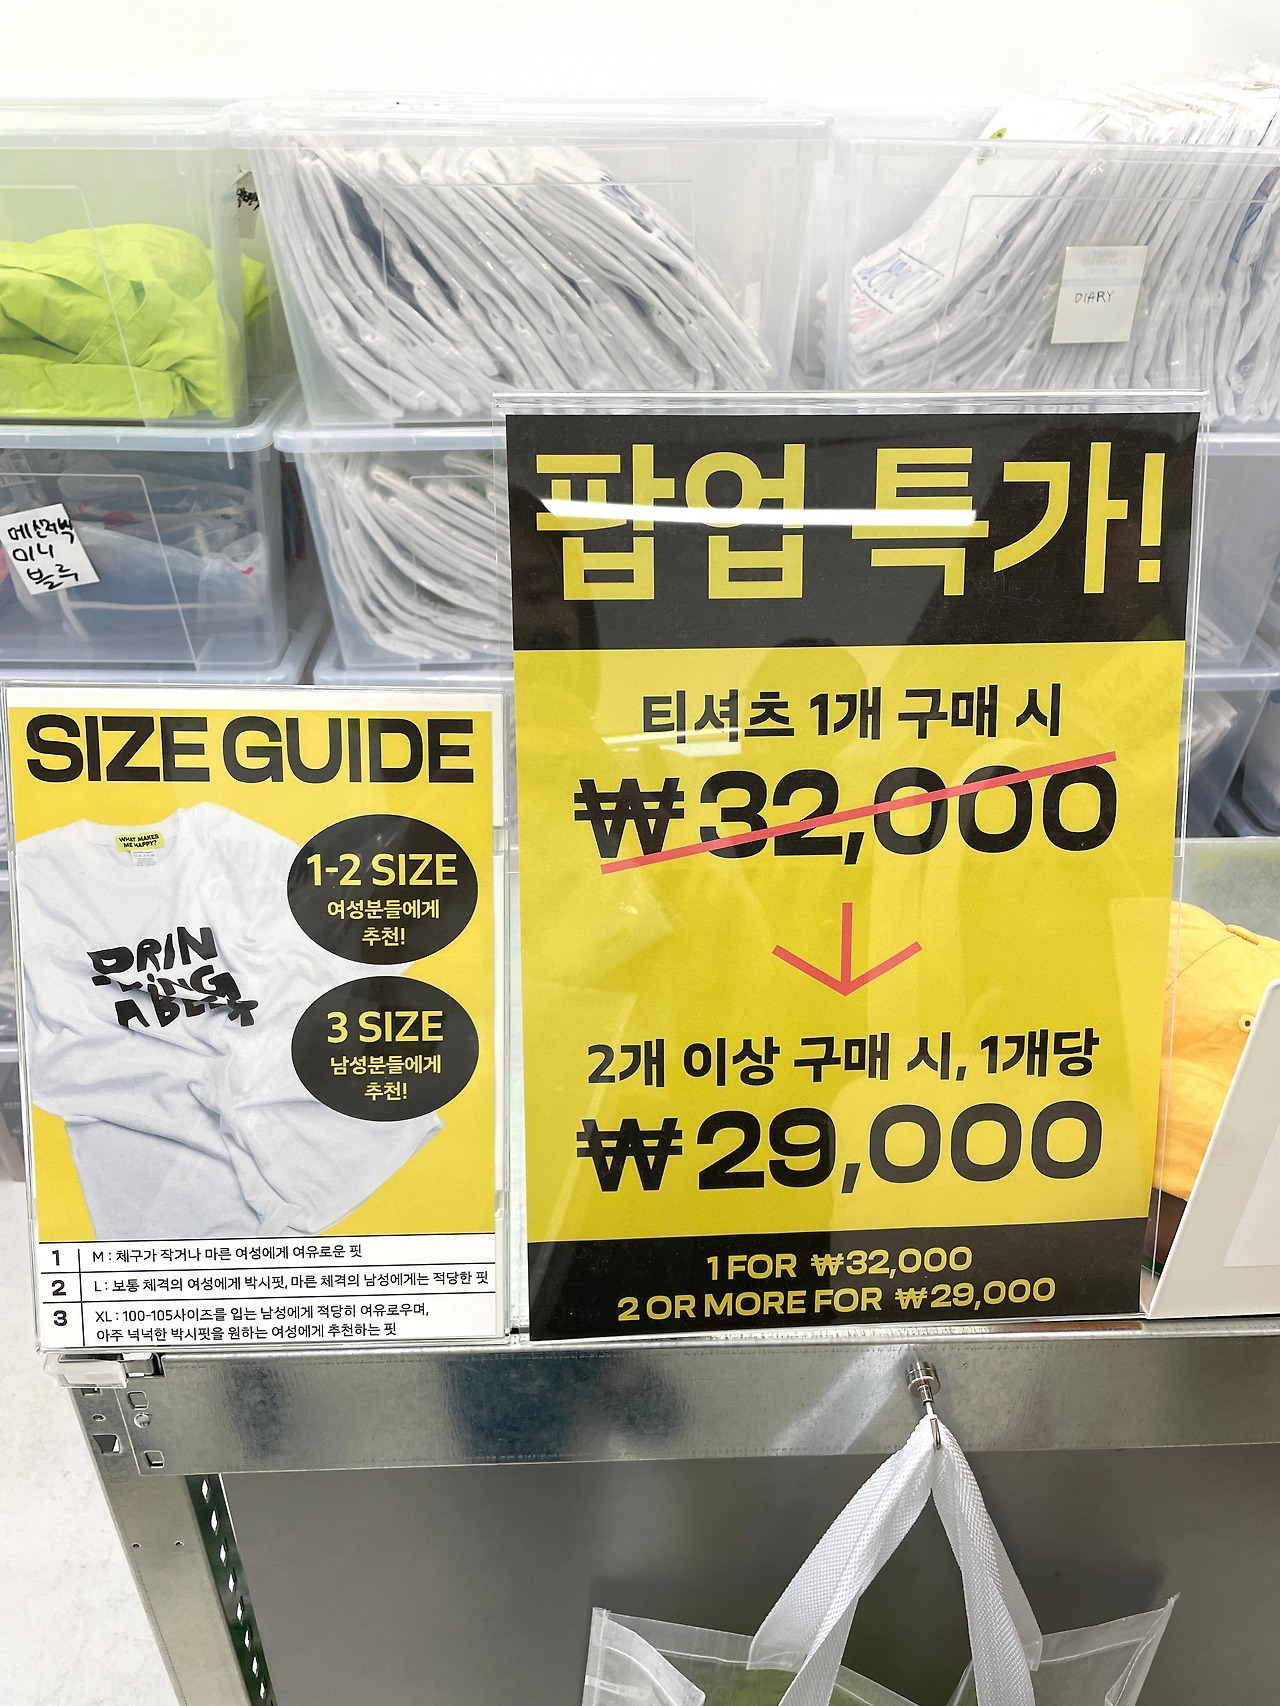 DIARY
메신저백
미니
블루
팝업 특가!
티셔츠 1개 구매 시
₩32,000
2개 이상 구매 시, 1개당
₩29,000
1 FOR ₩32,000
2 OR MORE FOR ₩29,000
SIZE GUIDE
WHAT MAKES
ME HAPPY?
DRIN
KING
ABLE
1-2 SIZE
여성분들에게
추천!
3 SIZE
남성분들에게
추천!
1 M : 체구가 작거나 마른 여성에게 여유로운 핏
2 L : 보통 체격의 여성에게 박시핏, 마른 체격의 남성에게는 적당한 핏
3 XL : 100-105사이즈를 입는 남성에게 적당히 여유로우며,
아주 넉넉한 박시핏을 원하는 여성에게 추천하는 핏